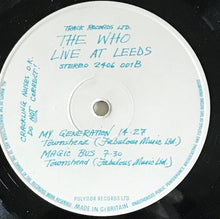 TRACK RECORDS LTD.
THE WHO
LIVE AT LEEDS
STEREO 2406 001B
CRACKLING NOISES O.K.
DO NOT CORRECT!
MY GENERATION 14·27
Townshend (Fabulous Music Ltd.)
MAGIC BUS 7·30
Townshend (Fabulous Music Ltd.)
POLYDOR RECORDS LTD.
MADE IN Gt BRITAIN